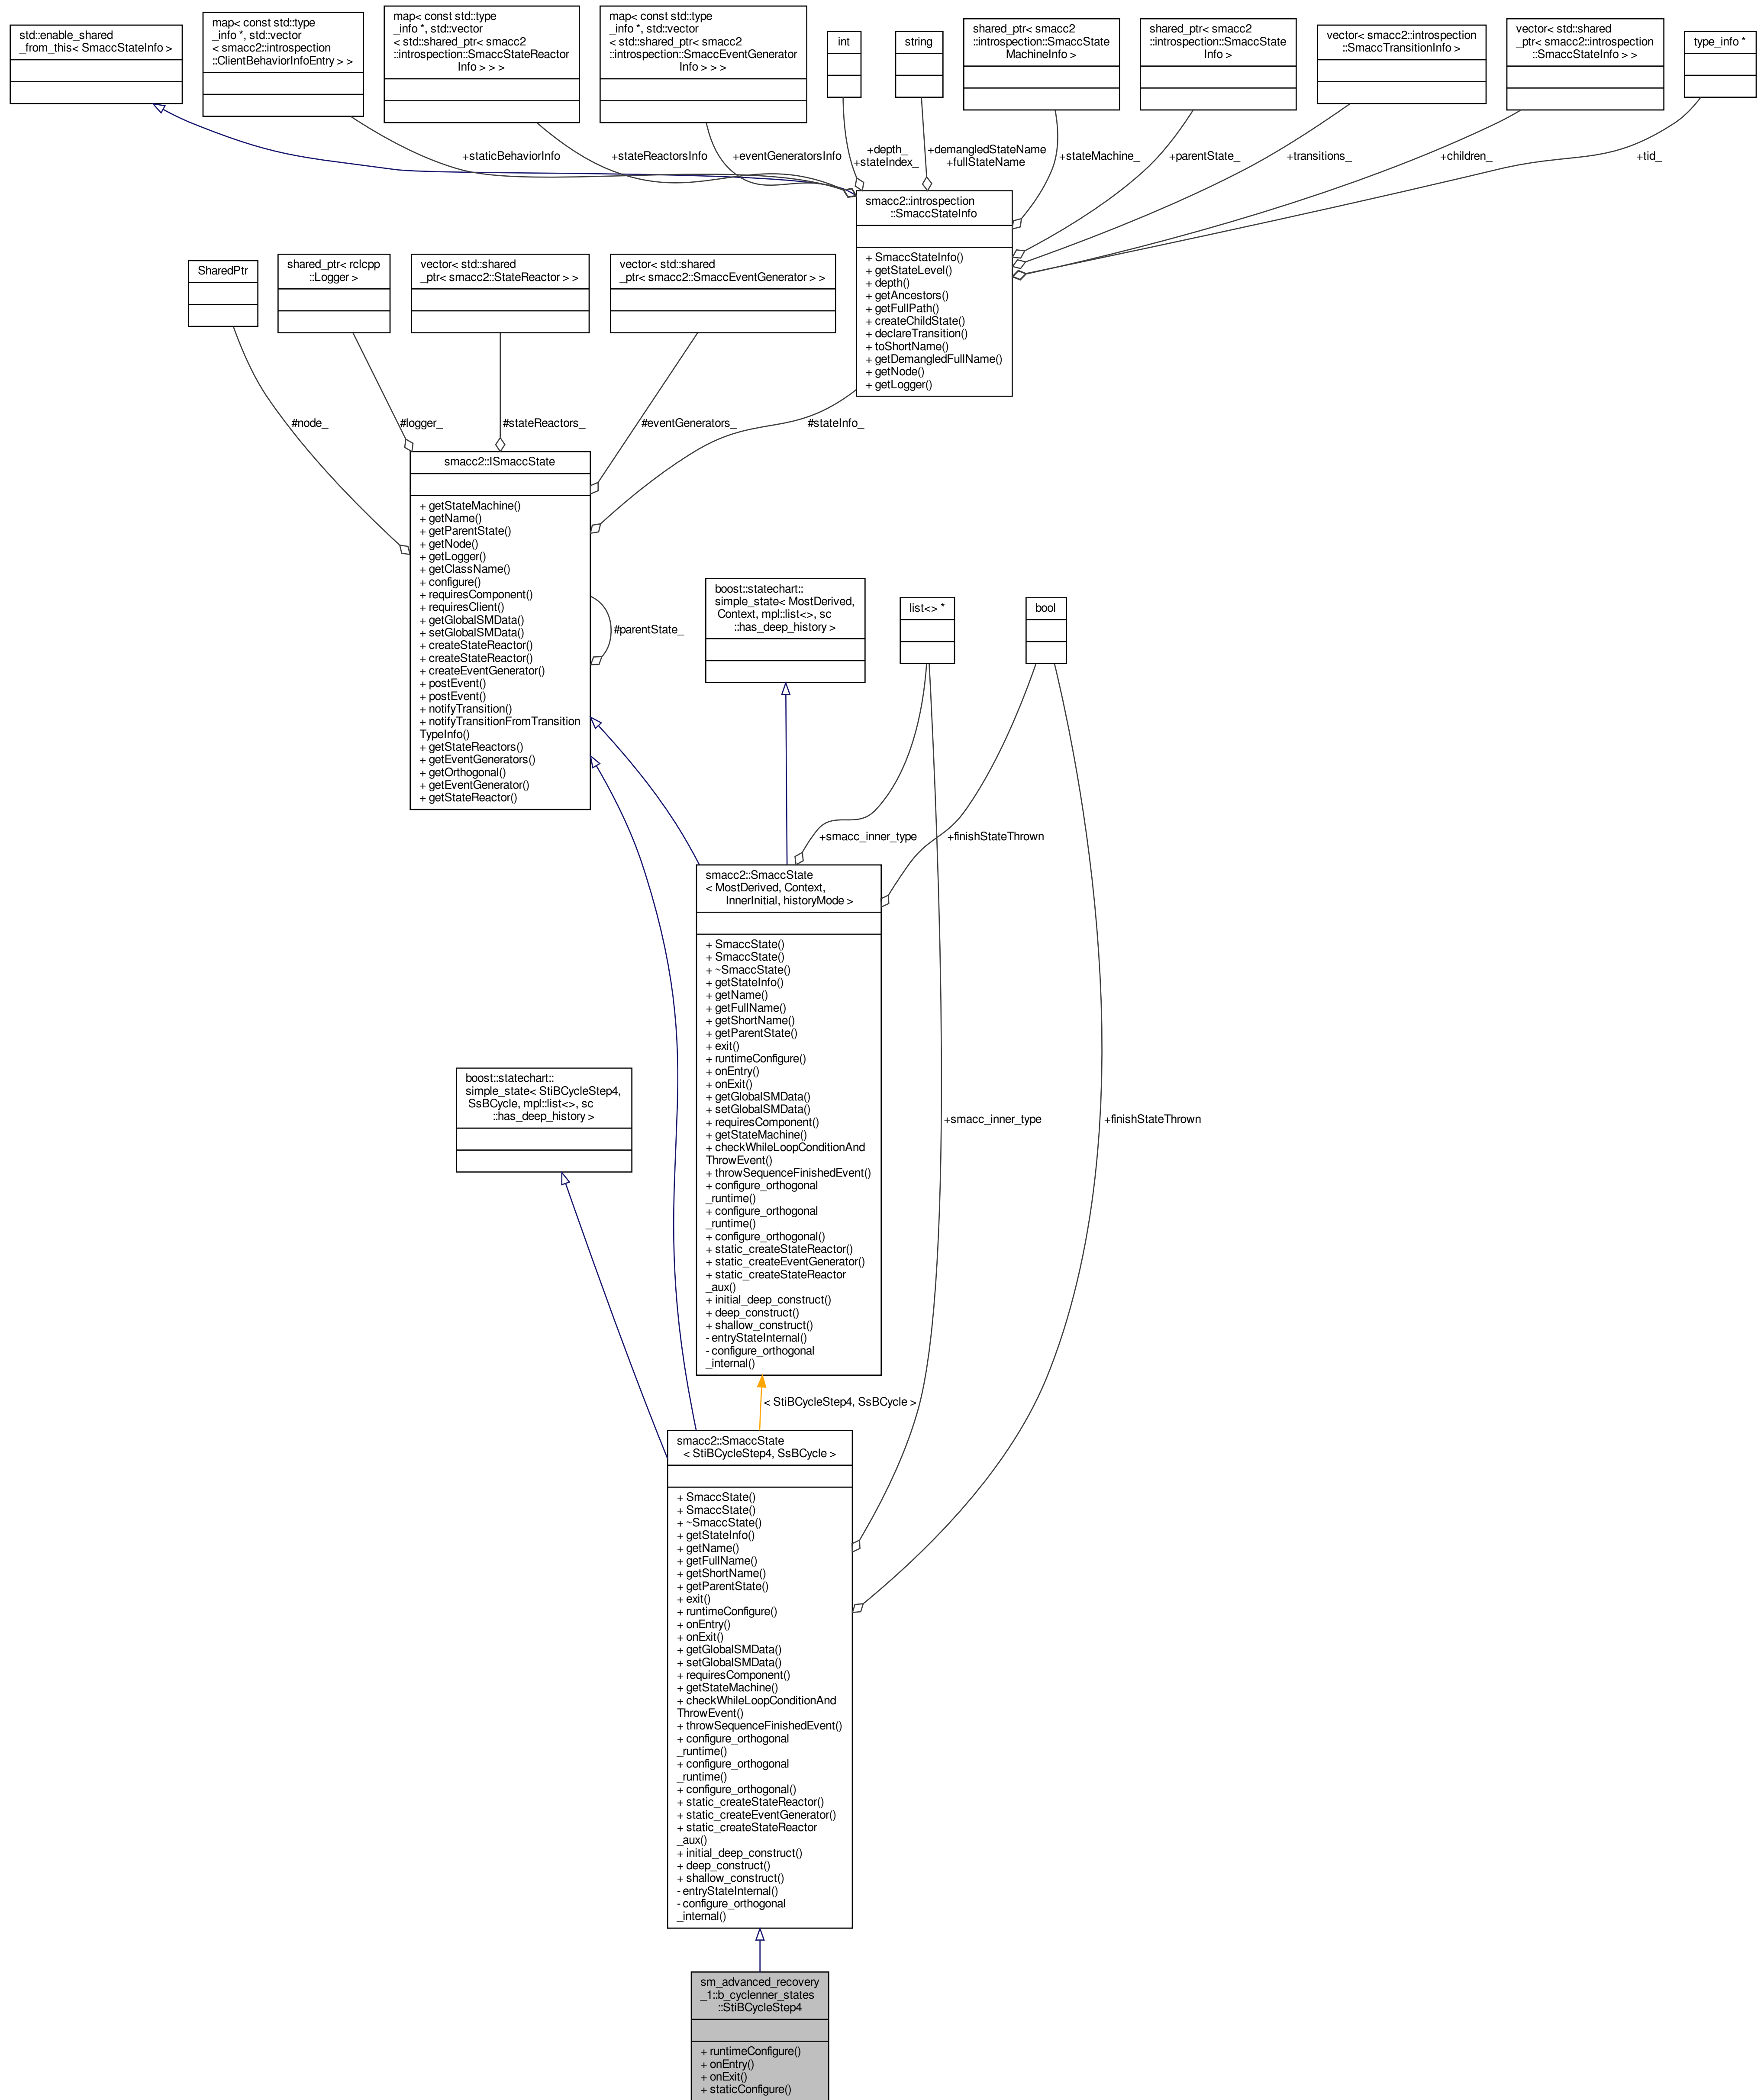 std::enable_shared
_from_this< SmaccStateInfo >
map< const std::type
_info *, std::vector
< smacc2::introspection
::ClientBehaviorInfoEntry > >
map< const std::type
_info *, std::vector
< std::shared_ptr< smacc2
::introspection::SmaccStateReactor
Info > > >
map< const std::type
_info *, std::vector
< std::shared_ptr< smacc2
::introspection::SmaccEventGenerator
Info > > >
int
string
shared_ptr< smacc2
::introspection::SmaccState
MachineInfo >
shared_ptr< smacc2
::introspection::SmaccState
Info >
vector< smacc2::introspection
::SmaccTransitionInfo >
vector< std::shared
_ptr< smacc2::introspection
::SmaccStateInfo > >
type_info *
+staticBehaviorInfo
+stateReactorsInfo
+eventGeneratorsInfo
+depth_
+stateIndex_
+demangledStateName
+fullStateName
+stateMachine_
+parentState_
+transitions_
+children_
+tid_
smacc2::introspection
::SmaccStateInfo
+ SmaccStateInfo()
+ getStateLevel()
+ depth()
+ getAncestors()
+ getFullPath()
+ createChildState()
+ declareTransition()
+ toShortName()
+ getDemangledFullName()
+ getNode()
+ getLogger()
SharedPtr
shared_ptr< rclcpp
::Logger >
vector< std::shared
_ptr< smacc2::StateReactor > >
vector< std::shared
_ptr< smacc2::SmaccEventGenerator > >
#node_
#logger_
#stateReactors_
#eventGenerators_
#stateInfo_
smacc2::ISmaccState
+ getStateMachine()
+ getName()
+ getParentState()
+ getNode()
+ getLogger()
+ getClassName()
+ configure()
+ requiresComponent()
+ requiresClient()
+ getGlobalSMData()
+ setGlobalSMData()
+ createStateReactor()
+ createStateReactor()
+ createEventGenerator()
+ postEvent()
+ postEvent()
+ notifyTransition()
+ notifyTransitionFromTransition
TypeInfo()
+ getStateReactors()
+ getEventGenerators()
+ getOrthogonal()
+ getEventGenerator()
+ getStateReactor()
#parentState_
boost::statechart::
simple_state< MostDerived,
Context, mpl::list<>, sc
::has_deep_history >
list<> *
bool
+smacc_inner_type
+finishStateThrown
smacc2::SmaccState
< MostDerived, Context,
InnerInitial, historyMode >
+ SmaccState()
+ SmaccState()
+ ~SmaccState()
+ getStateInfo()
+ getName()
+ getFullName()
+ getShortName()
+ getParentState()
+ exit()
+ runtimeConfigure()
+ onEntry()
+ onExit()
+ getGlobalSMData()
+ setGlobalSMData()
+ requiresComponent()
+ getStateMachine()
+ checkWhileLoopConditionAnd
ThrowEvent()
+ throwSequenceFinishedEvent()
+ configure_orthogonal
_runtime()
+ configure_orthogonal
_runtime()
+ configure_orthogonal()
+ static_createStateReactor()
+ static_createEventGenerator()
+ static_createStateReactor
_aux()
+ initial_deep_construct()
+ deep_construct()
+ shallow_construct()
- entryStateInternal()
- configure_orthogonal
_internal()
boost::statechart::
simple_state< StiBCycleStep4,
SsBCycle, mpl::list<>, sc
::has_deep_history >
+smacc_inner_type
+finishStateThrown
< StiBCycleStep4, SsBCycle >
smacc2::SmaccState
< StiBCycleStep4, SsBCycle >
+ SmaccState()
+ SmaccState()
+ ~SmaccState()
+ getStateInfo()
+ getName()
+ getFullName()
+ getShortName()
+ getParentState()
+ exit()
+ runtimeConfigure()
+ onEntry()
+ onExit()
+ getGlobalSMData()
+ setGlobalSMData()
+ requiresComponent()
+ getStateMachine()
+ checkWhileLoopConditionAnd
ThrowEvent()
+ throwSequenceFinishedEvent()
+ configure_orthogonal
_runtime()
+ configure_orthogonal
_runtime()
+ configure_orthogonal()
+ static_createStateReactor()
+ static_createEventGenerator()
+ static_createStateReactor
_aux()
+ initial_deep_construct()
+ deep_construct()
+ shallow_construct()
- entryStateInternal()
- configure_orthogonal
_internal()
sm_advanced_recovery
_1::b_cyclenner_states
::StiBCycleStep4
+ runtimeConfigure()
+ onEntry()
+ onExit()
+ staticConfigure()